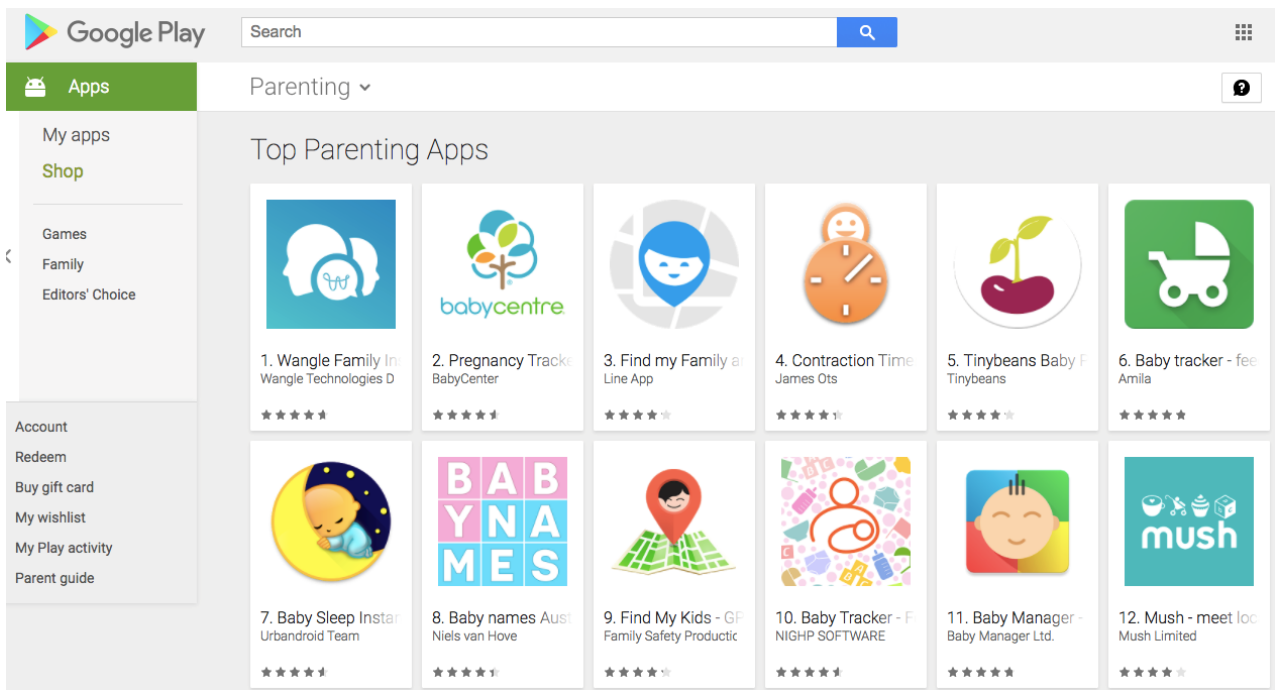 Google Play
Search
Apps
Parenting
My apps
Shop
Games
Family
Editors' Choice
Account
Redeem
Buy gift card
My wishlist
My Play activity
Parent guide
Top Parenting Apps
babycentre
1. Wangle Family In
Wangle Technologies D
2. Pregnancy Tracke
BabyCenter
3. Find my Family a
Line App
4. Contraction Time
James Ots
5. Tinybeans Baby P
Tinybeans
6. Baby tracker - fee
Amila
BAB
YNA
MES
mush
7. Baby Sleep Instan
Urbandroid Team
8. Baby names Aust
Niels van Hove
9. Find My Kids - GP
Family Safety Productic
10. Baby Tracker - F
NIGHP SOFTWARE
11. Baby Manager -
Baby Manager Ltd.
12. Mush - meet loc
Mush Limited